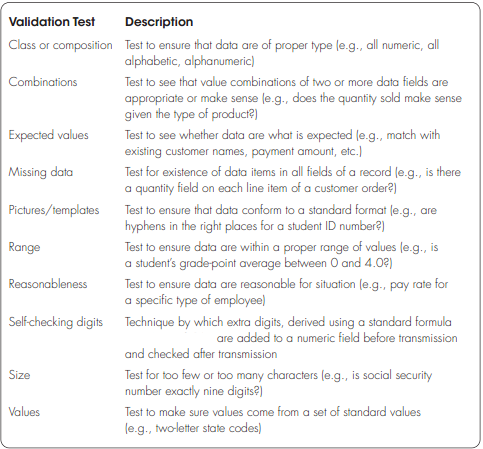 Validation Test Description
Class or composition Test to ensure that data are of proper type (e.g., all numeric, all
alphabetic, alphanumeric)
Combinations Test to see that value combinations of two or more data fields are
appropriate or make sense (e.g., does the quantity sold make sense
given the type of product?)
Expected values Test to see whether data are what is expected (e.g., match with
existing customer names, payment amount, etc.)
Missing data Test for existence of data items in all fields of a record (e.g., is there
a quantity field on each line item of a customer order?)
Pictures/templates Test to ensure that data conform to a standard format (e.g., are
hyphens in the right places for a student ID number?)
Range Test to ensure data are within a proper range of values (e.g., is
a student's grade-point average between 0 and 4.0?)
Reasonableness Test to ensure data are reasonable for situation (e.g., pay rate for
a specific type of employee)
Self-checking digits Technique by which extra digits, derived using a standard formula
are added to a numeric field before transmission
and checked after transmission
Size Test for too few or too many characters (e.g., is social security
number exactly nine digits?)
Values Test to make sure values come from a set of standard values
(e.g., two-letter state codes)